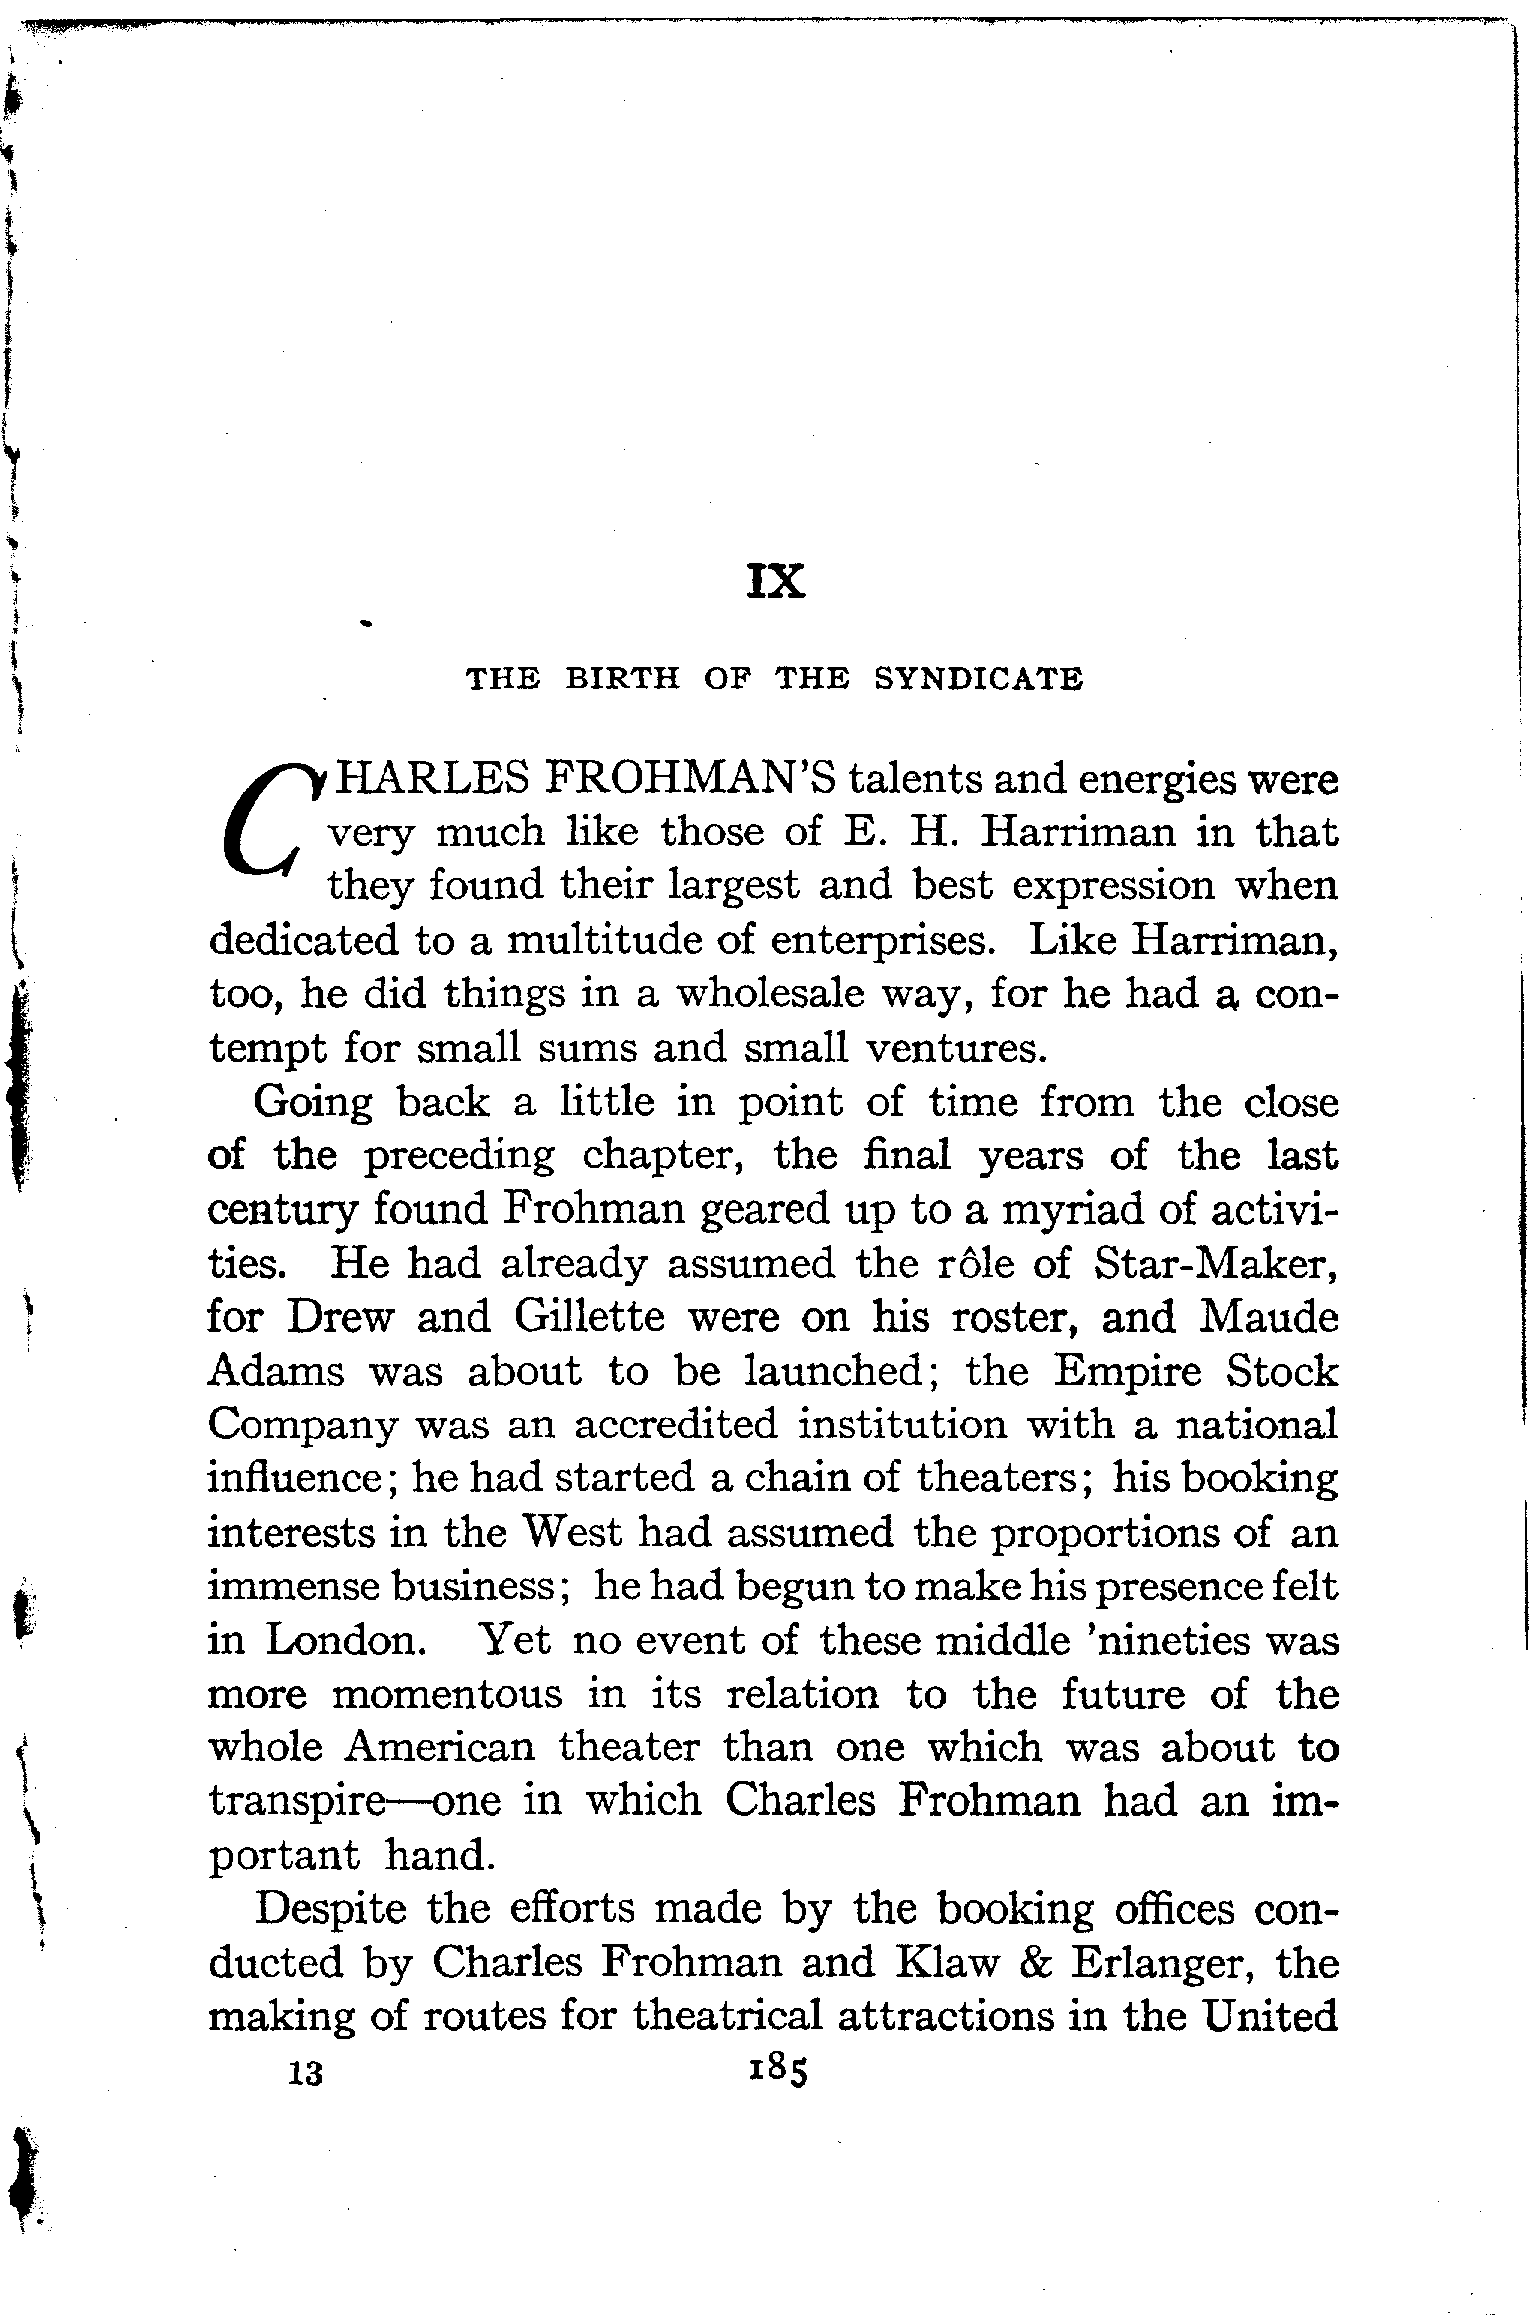 IX
THE BIRTH OF THE SYNDICATE
CHARLES FROHMAN'S talents and energies were
very much like those of E. H. Harriman in that
they found their largest and best expression when
dedicated to a multitude of enterprises. Like Harriman,
too, he did things in a wholesale way, for he had a con-
tempt for small sums and small ventures.
Going back a little in point of time from the close
of the preceding chapter, the final years of the last
century found Frohman geared up to a myriad of activi-
ties. He had already assumed the rôle of Star-Maker,
for Drew and Gillette were on his roster, and Maude
Adams was about to be launched; the Empire Stock
Company was an accredited institution with a national
influence; he had started a chain of theaters; his booking
interests in the West had assumed the proportions of an
immense business; he had begun to make his presence felt
in London. Yet no event of these middle 'nineties was
more momentous in its relation to the future of the
whole American theater than one which was about to
transpire—one in which Charles Frohman had an im-
portant hand.
Despite the efforts made by the booking offices con-
ducted by Charles Frohman and Klaw & Erlanger, the
making of routes for theatrical attractions in the United
13 185